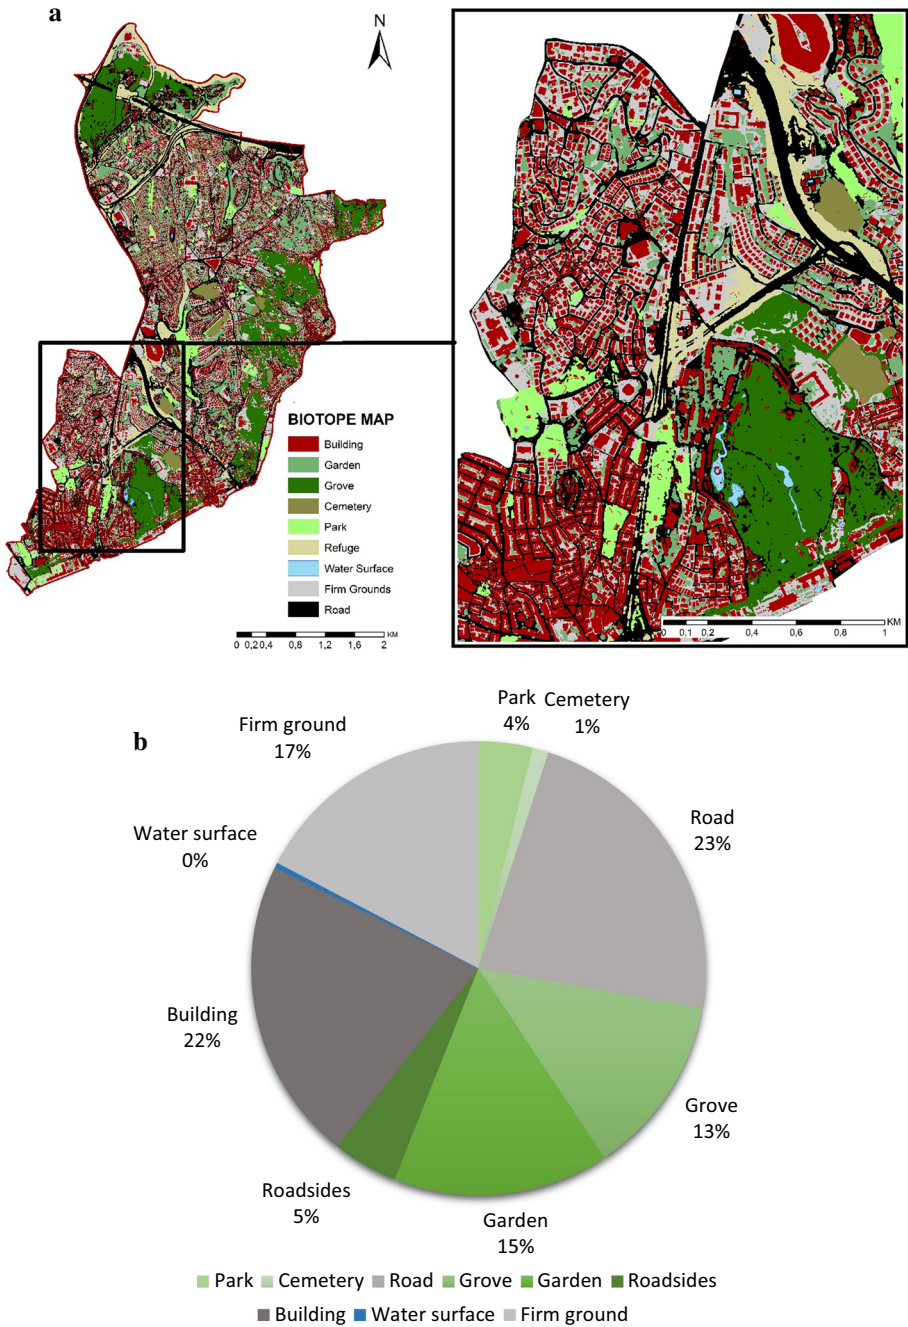 a
N
BIOTOPE MAP
Building
Garden
Grove
Cemetery
Park
Refuge
Water Surface
Firm Grounds
Road
KM
0 0,2 0,4 0,8 1,2 1,6 2
KM
0 0,1 0,2 0,4 0,6 0,8 1
b
Park
4%
Cemetery
1%
Road
23%
Grove
13%
Garden
15%
Roadsides
5%
Building
22%
Water surface
0%
Firm ground
17%
Park Cemetery Road Grove Garden Roadsides
Building Water surface Firm ground